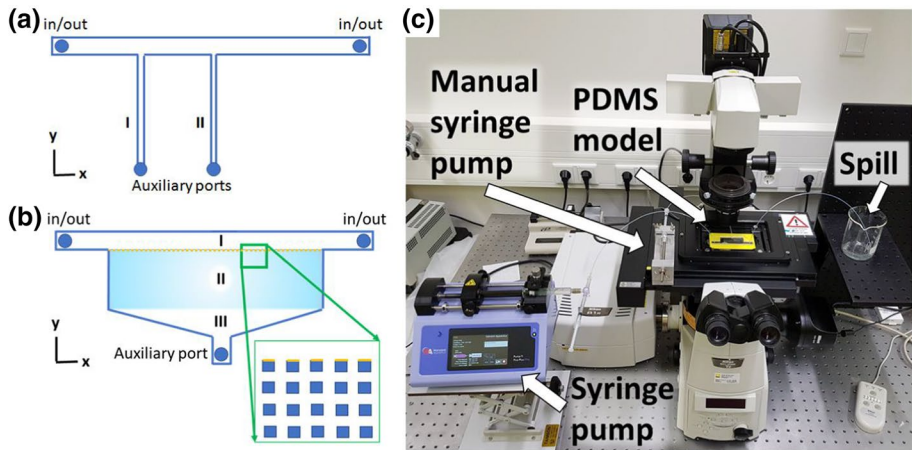 (a)
in/out
in/out
I
II
y
x
Auxiliary ports
(b)
in/out
in/out
I
II
III
y
x
Auxiliary port
(c)
Manual
syringe
pump
PDMS
model
Spill
Syringe
pump